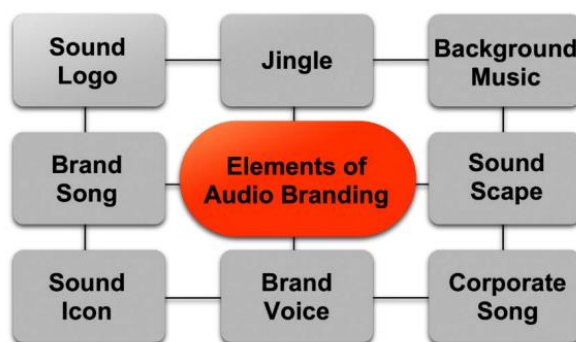 Sound
Logo
Jingle
Background
Music
Brand
Song
Elements of
Audio Branding
Sound
Scape
Sound
Icon
Brand
Voice
Corporate
Song